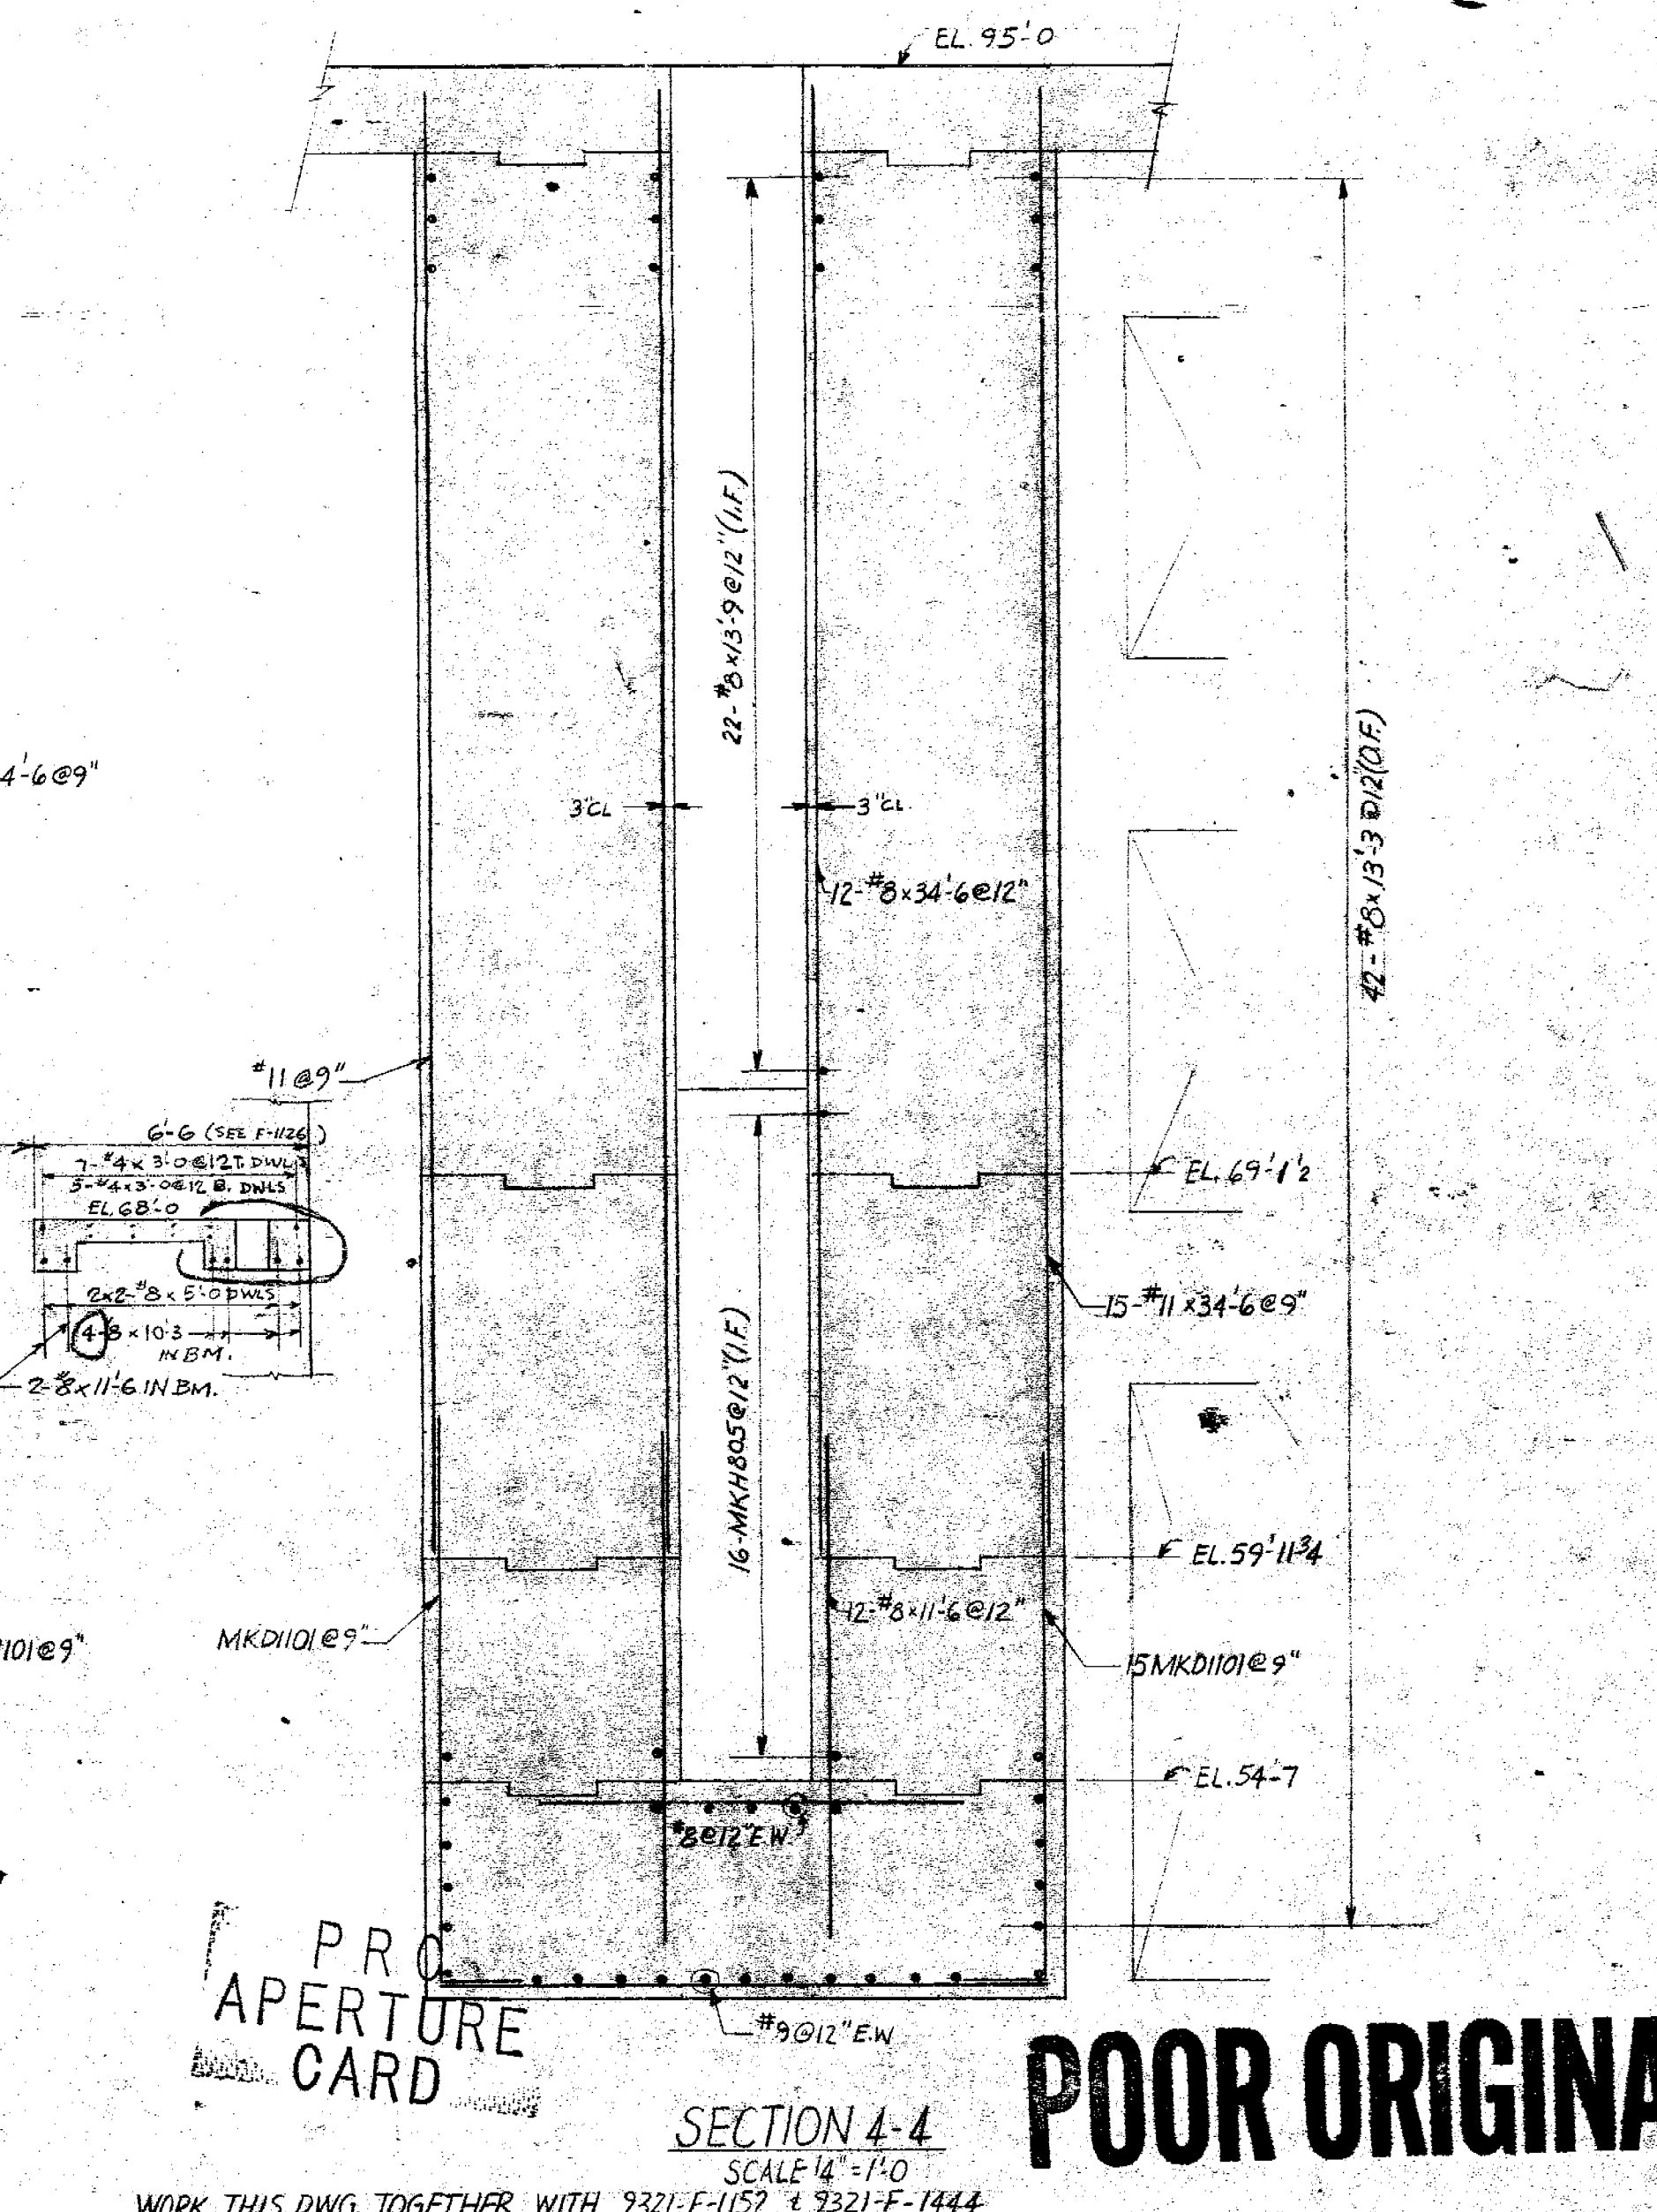 EL. 95'-0
22-#8x13'-9@12"(I.F.)
4'-6@9"
3"CL
3"CL.
12-#8x34'-6@12"
42-#8x13'-3@12"(O.F.)
#11@9"
6'-6 (SEE F-1126)
7-#4x3'-0@12 T. DWLS
5-#4x3'-0@12 B. DWLS
EL. 68'-0
EL. 69'-1½
2x2-#8x5'-0 DWLS
15-#11x34'-6@9"
4-8x10'3
IN BM.
2-#8x11'-6 IN BM.
16-MKH805@12"(I.F.)
EL. 59'-11¾
12-#8x11'-6@12"
MKD1101@9"
1101@9"
15MKD1101@9"
EL. 54'-7
#8@12"E.W.
PRO
APERTURE
CARD
#9@12"E.W.
POOR ORIGINA
SECTION 4-4
SCALE ¼"=1'-0
WORK THIS DWG. TOGETHER WITH 9321-F-1152 & 9321-F-1444